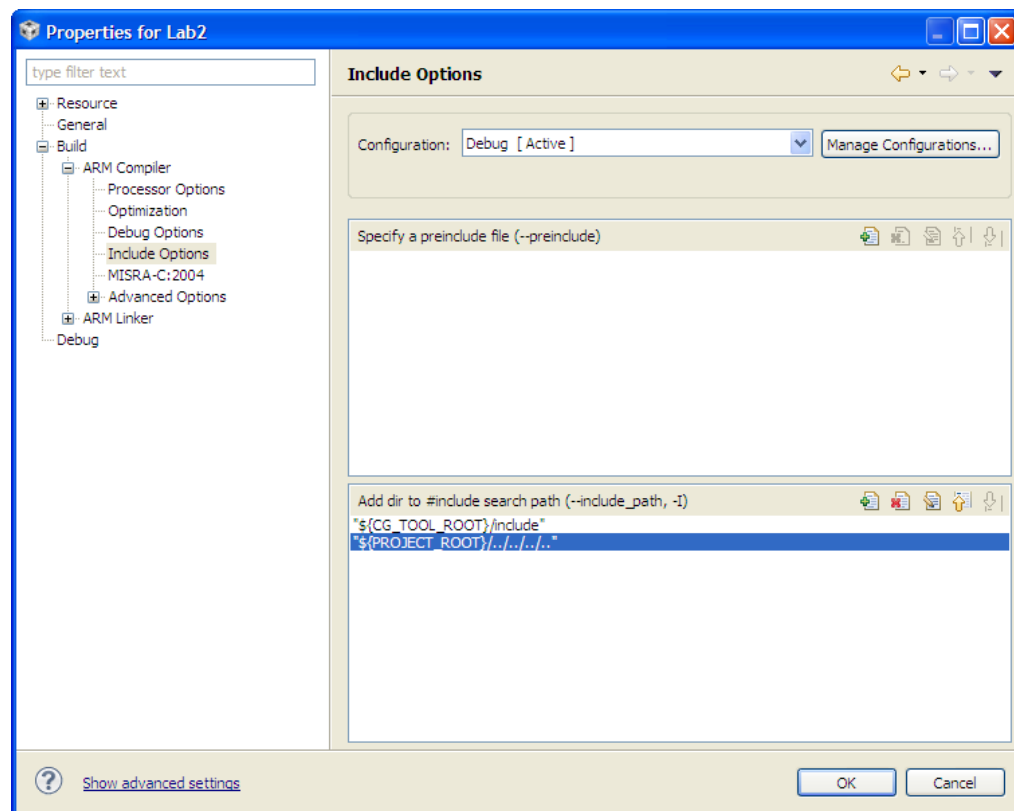 Properties for Lab2
type filter text
Resource
General
Build
ARM Compiler
Processor Options
Optimization
Debug Options
Include Options
MISRA-C:2004
Advanced Options
ARM Linker
Debug
Include Options
Configuration: Debug [ Active ] Manage Configurations...
Specify a preinclude file (--preinclude)
Add dir to #include search path (--include_path, -I)
"${CG_TOOL_ROOT}/include"
"${PROJECT_ROOT}/../../../.."
? Show advanced settings
OK Cancel